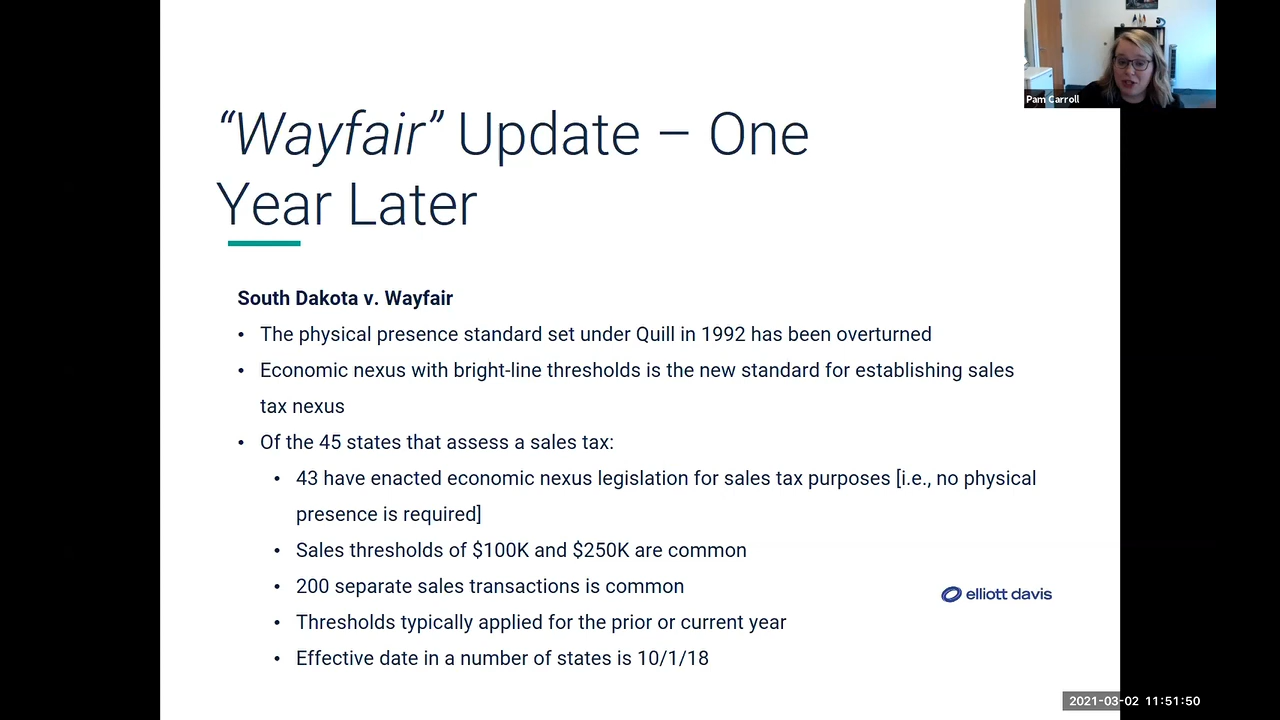 Pam Carroll
“Wayfair” Update – One
Year Later
South Dakota v. Wayfair
• The physical presence standard set under Quill in 1992 has been overturned
• Economic nexus with bright-line thresholds is the new standard for establishing sales
tax nexus
• Of the 45 states that assess a sales tax:
• 43 have enacted economic nexus legislation for sales tax purposes [i.e., no physical
presence is required]
• Sales thresholds of $100K and $250K are common
• 200 separate sales transactions is common
elliott davis
• Thresholds typically applied for the prior or current year
• Effective date in a number of states is 10/1/18
2021-03-02 11:51:50